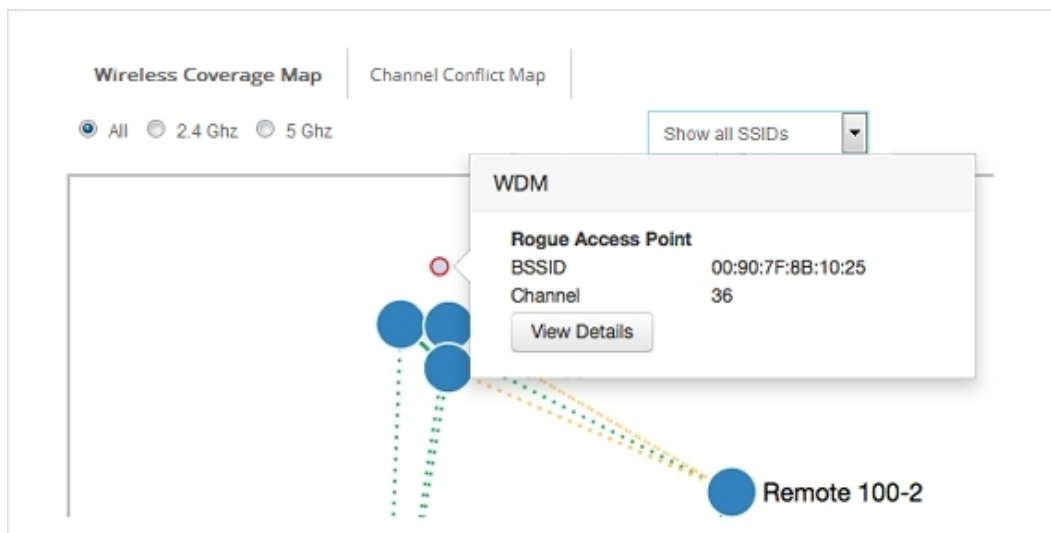 Wireless Coverage Map
Channel Conflict Map
All 2.4 Ghz 5 Ghz
Show all SSIDs
WDM
Rogue Access Point
BSSID 00:90:7F:8B:10:25
Channel 36
View Details
Remote 100-2